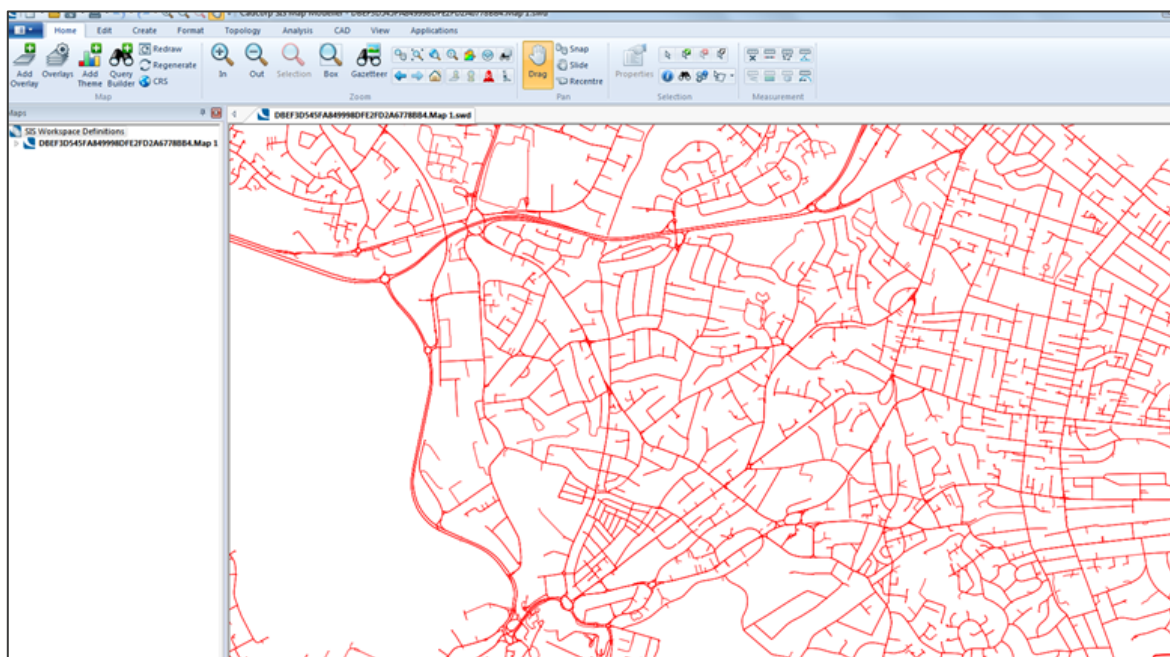 Cadcorp SIS Map Modeller - DBEF3D545FA849998DFE2FD2A6778BB4.Map 1.swd
Home Edit Create Format Topology Analysis CAD View Applications
Add Overlay
Overlays
Add Theme
Query Builder
Redraw
Regenerate
CRS
Map
In
Out
Selection
Box
Gazetteer
Zoom
Drag
Snap
Slide
Recentre
Pan
Properties
Selection
Measurement
Maps
DBEF3D545FA849998DFE2FD2A6778BB4.Map 1.swd
SIS Workspace Definitions
DBEF3D545FA849998DFE2FD2A6778BB4.Map 1